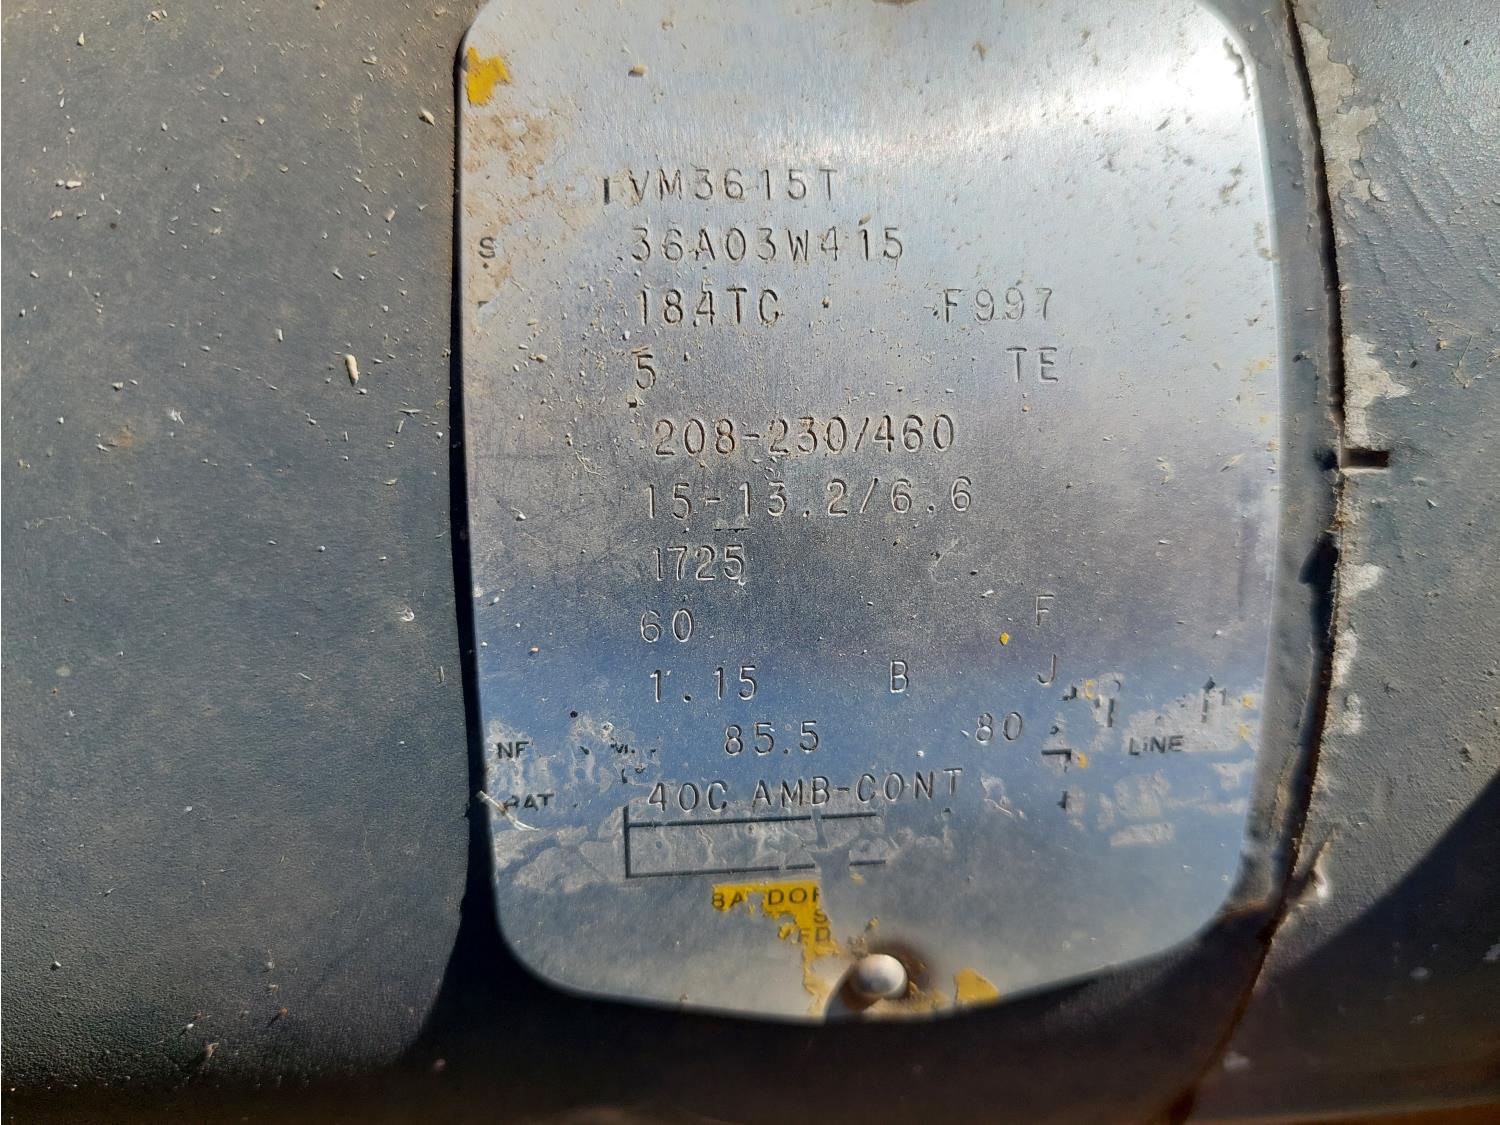 VM3615T
S 36A03W415
184TC F997
5 TE
208-230/460
15-13.2/6.6
1725
60 F
1.15 B J
NF 85.5 80 LINE
RAT 40C AMB-CONT